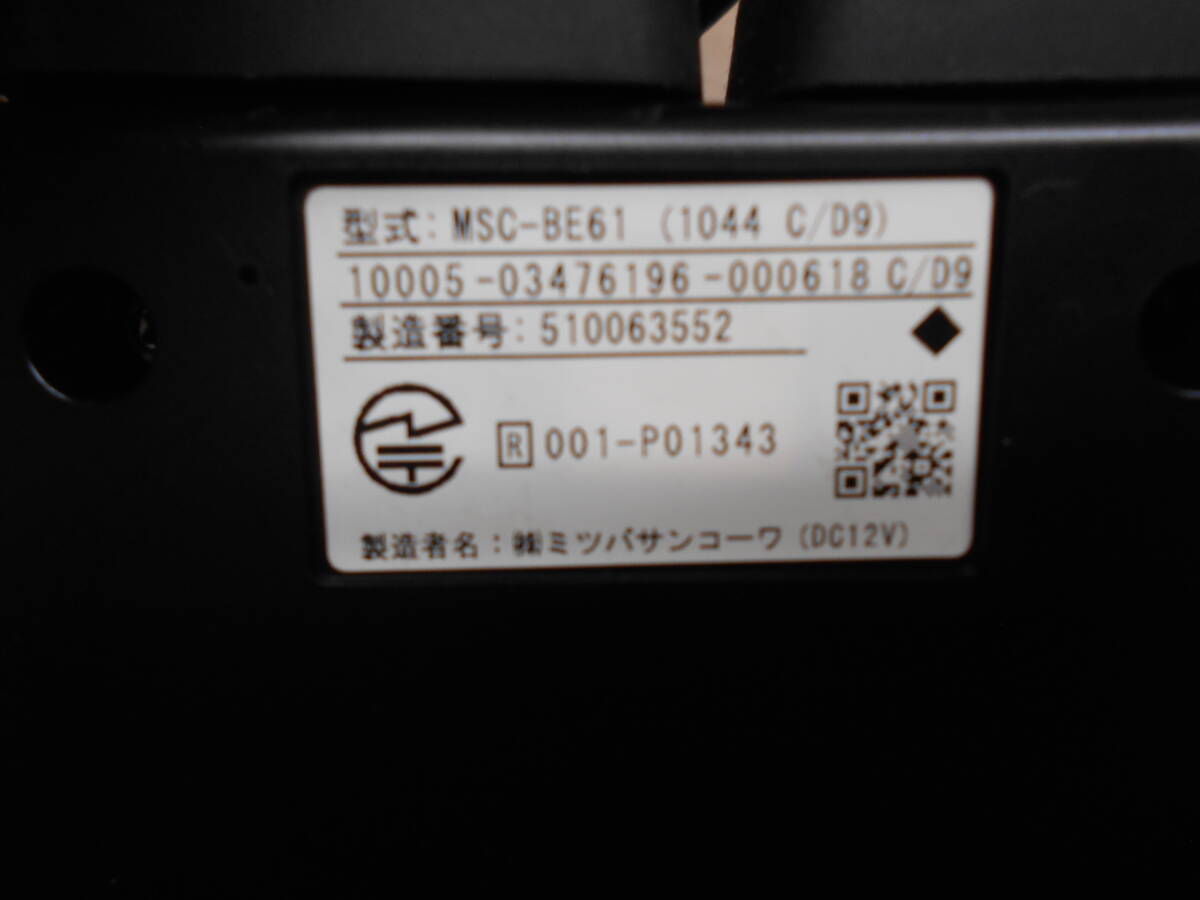 型式: MSC-BE61 (1044 C/D9)
10005-03476196-000618 C/D9
製造番号: 510063552
R 001-P01343
製造者名:㈱ミツバサンコーワ (DC12V)